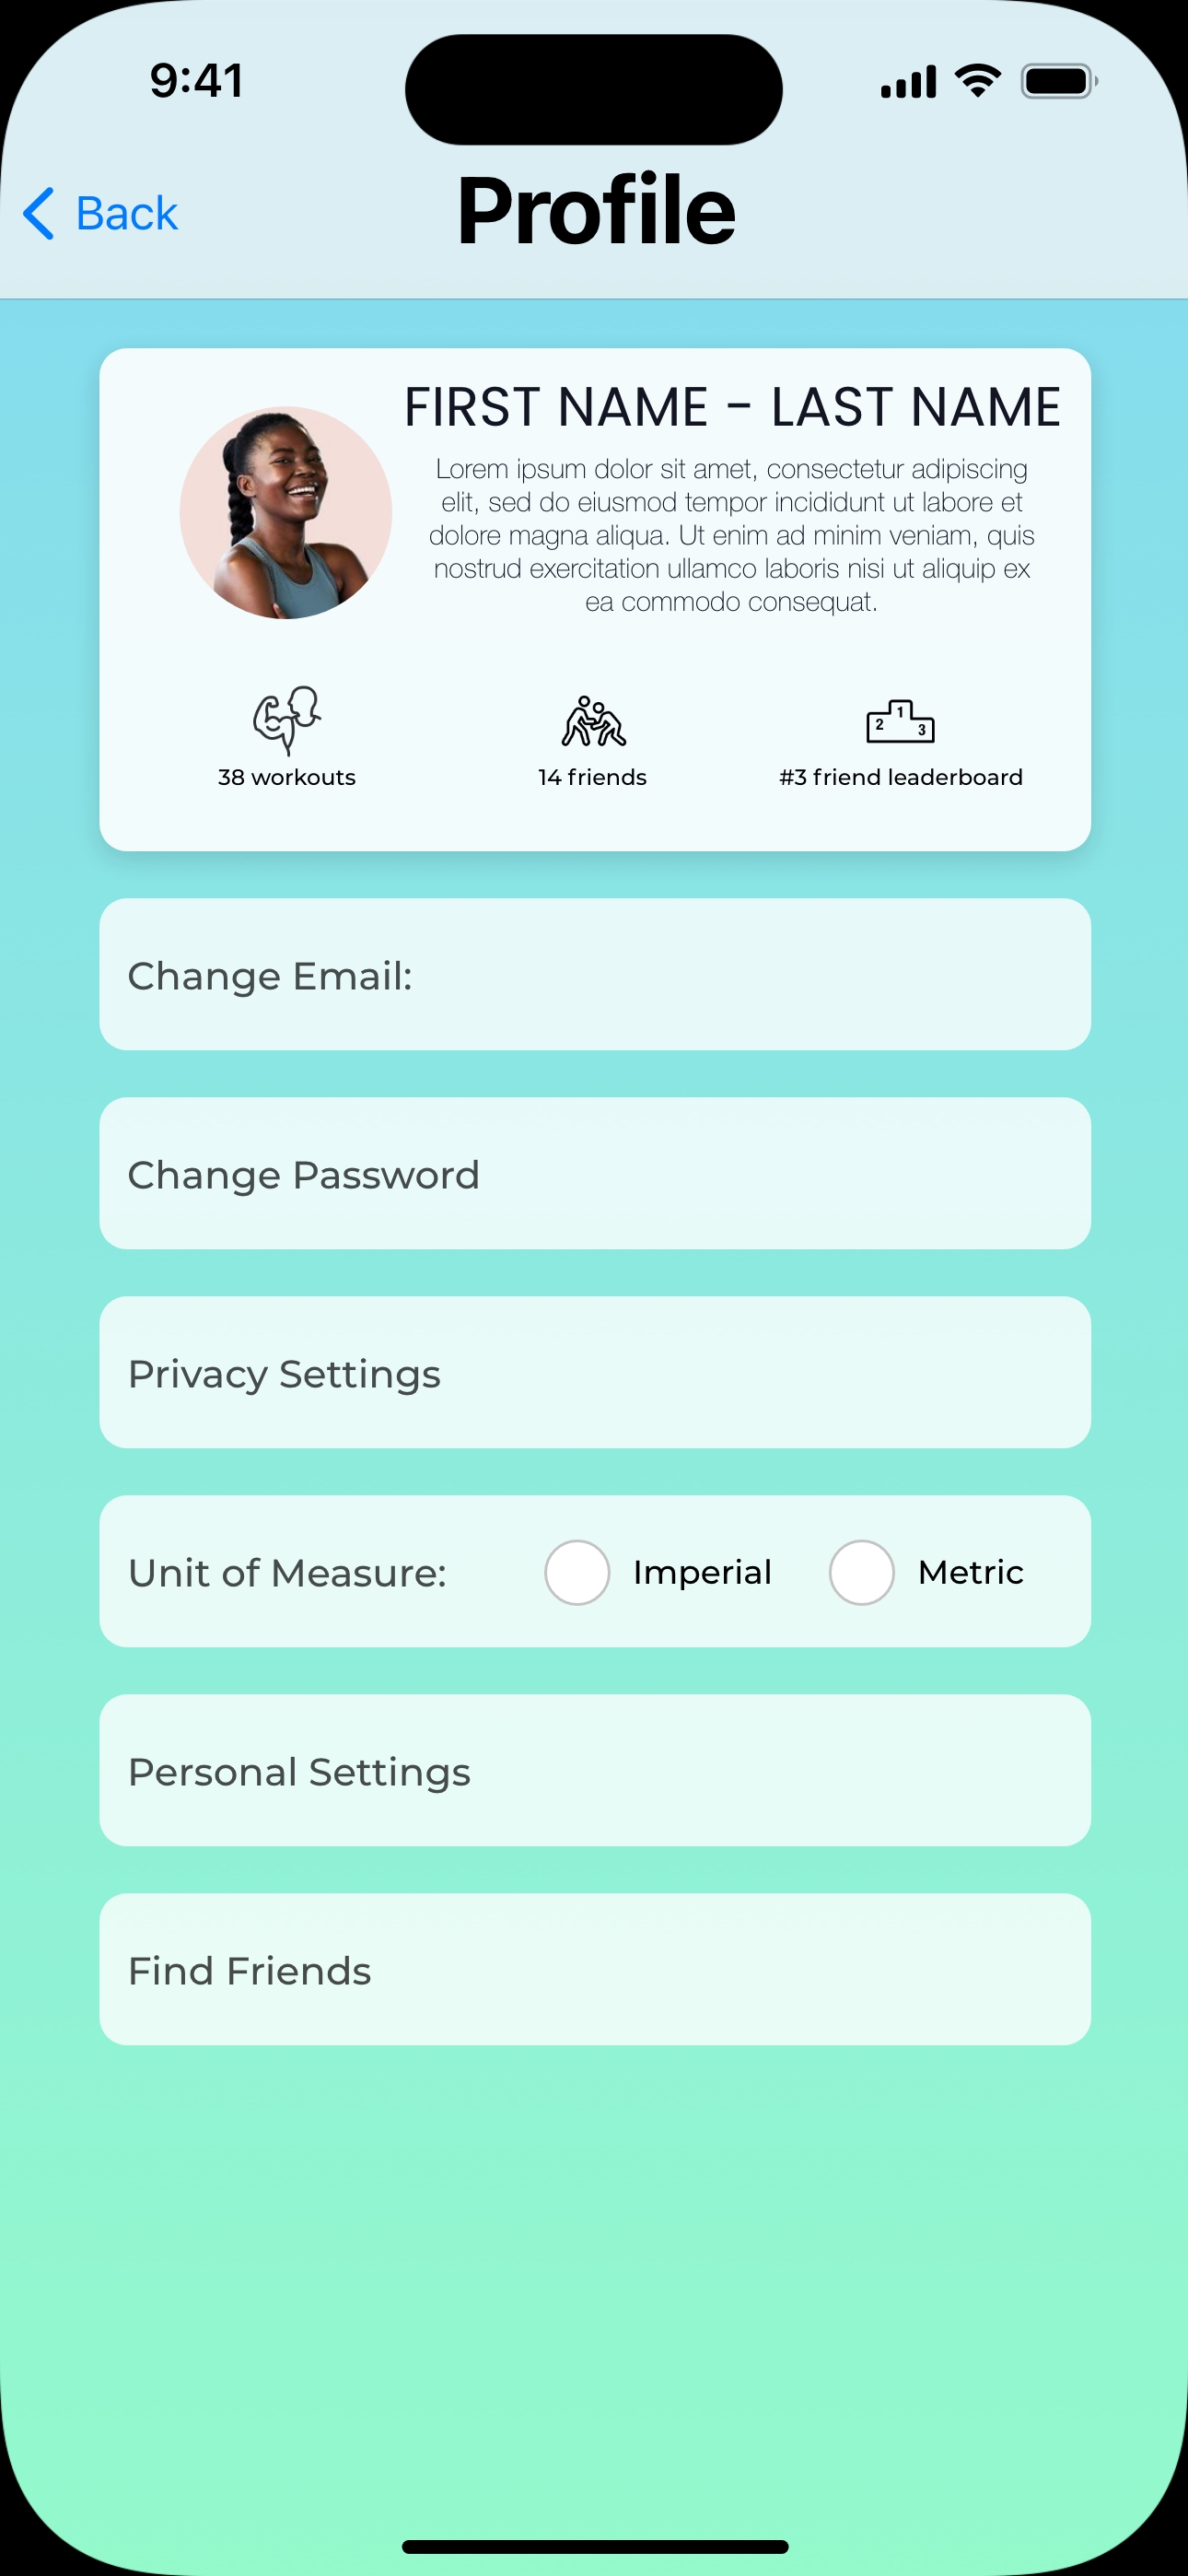 9:41
Back
Profile
FIRST NAME - LAST NAME
Lorem ipsum dolor sit amet, consectetur adipiscing
elit, sed do eiusmod tempor incididunt ut labore et
dolore magna aliqua. Ut enim ad minim veniam, quis
nostrud exercitation ullamco laboris nisi ut aliquip ex
ea commodo consequat.
2 1 3
38 workouts
14 friends
#3 friend leaderboard
Change Email:
Change Password
Privacy Settings
Unit of Measure: Imperial Metric
Personal Settings
Find Friends